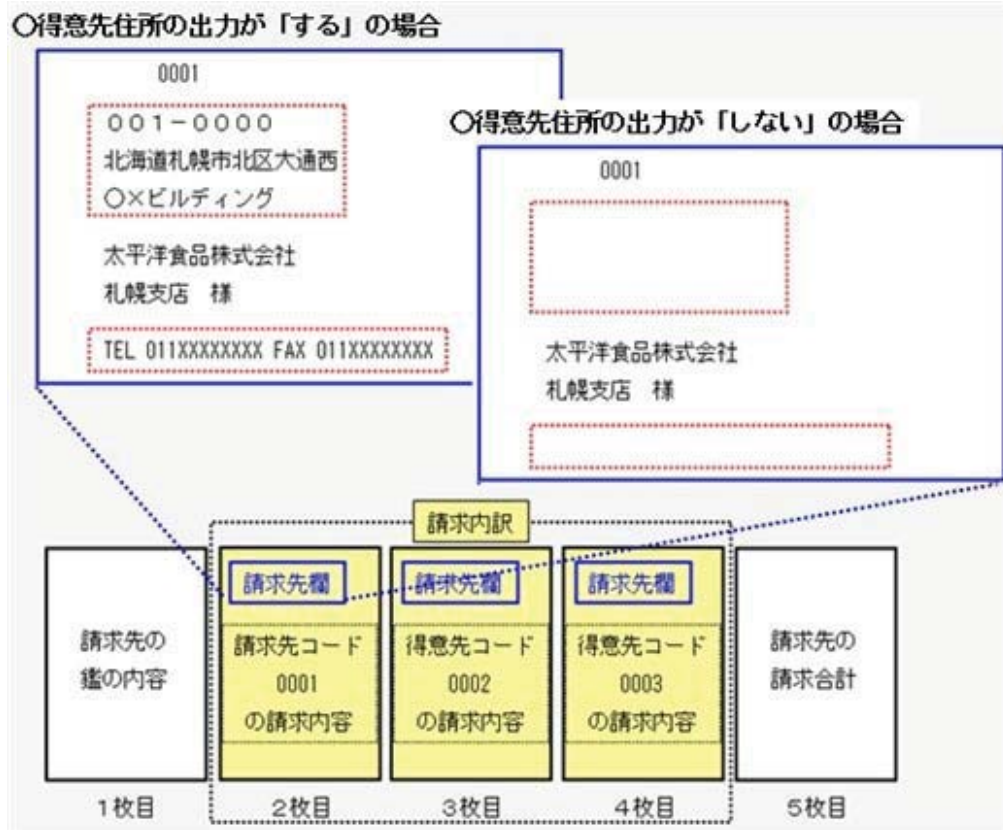 〇得意先住所の出力が「する」の場合
0001
００１－００００
北海道札幌市北区大通西
〇×ビルディング
太平洋食品株式会社
札幌支店　様
TEL 011XXXXXXXX FAX 011XXXXXXXX
〇得意先住所の出力が「しない」の場合
0001
太平洋食品株式会社
札幌支店　様
請求内訳
請求先の
鑑の内容
1枚目
請求先欄
請求先コード
0001
の請求内容
2枚目
請求先欄
得意先コード
0002
の請求内容
3枚目
請求先欄
得意先コード
0003
の請求内容
4枚目
請求先の
請求合計
5枚目